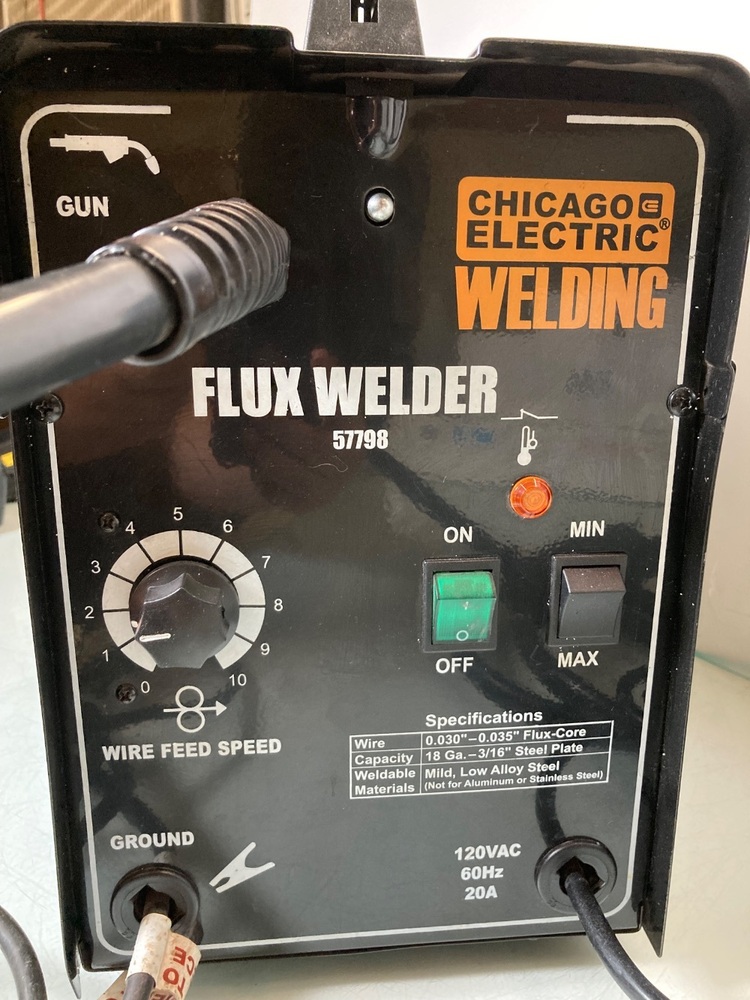 GUN
CHICAGO
ELECTRIC®
WELDING
FLUX WELDER
57798
ON
MIN
OFF
MAX
0 1 2 3 4 5 6 7 8 9 10
WIRE FEED SPEED
Specifications
Wire 0.030"–0.035" Flux-Core
Capacity 18 Ga.–3/16" Steel Plate
Weldable Materials Mild, Low Alloy Steel
(Not for Aluminum or Stainless Steel)
GROUND
120VAC
60Hz
20A